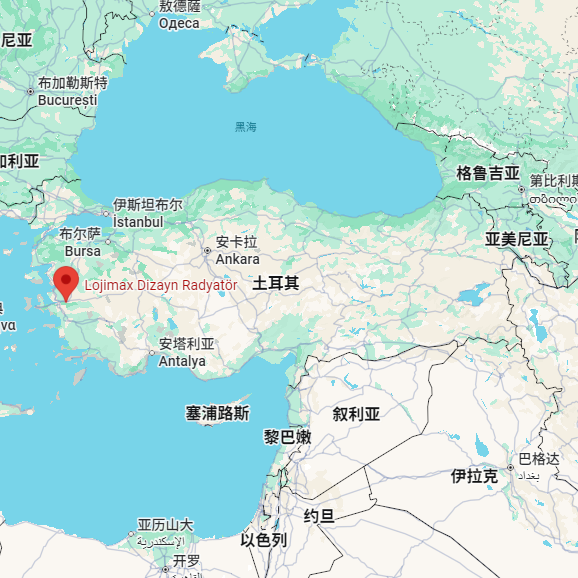 敖德薩
Одеса
尼亚
布加勒斯特
București
黑海
加利亚
格鲁吉亚
第比利斯
伊斯坦布尔
İstanbul
布尔萨
Bursa
安卡拉
Ankara
亚美尼亚
土耳其
Lojimax Dizayn Radyatör
安塔利亚
Antalya
塞浦路斯
叙利亚
黎巴嫩
巴格达
بغداد
伊拉克
约旦
亚历山大
الإسكندرية
以色列
开罗